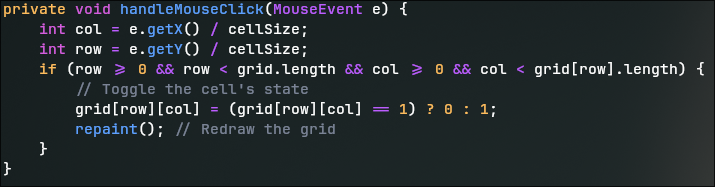 private void handleMouseClick(MouseEvent e) {
    int col = e.getX() / cellSize;
    int row = e.getY() / cellSize;
    if (row >= 0 && row < grid.length && col >= 0 && col < grid[row].length) {
        // Toggle the cell's state
        grid[row][col] = (grid[row][col] == 1) ? 0 : 1;
        repaint(); // Redraw the grid
    }
}